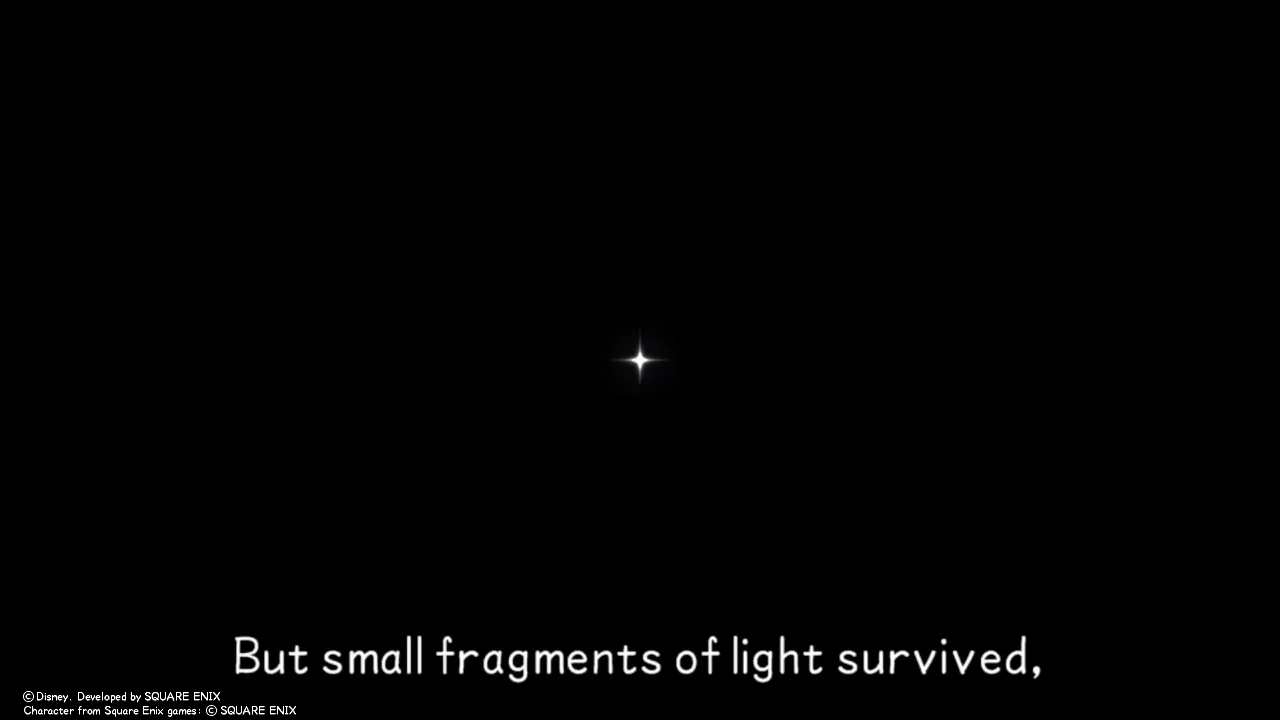 But small fragments of light survived,
©Disney. Developed by SQUARE ENIX
Character from Square Enix games: © SQUARE ENIX